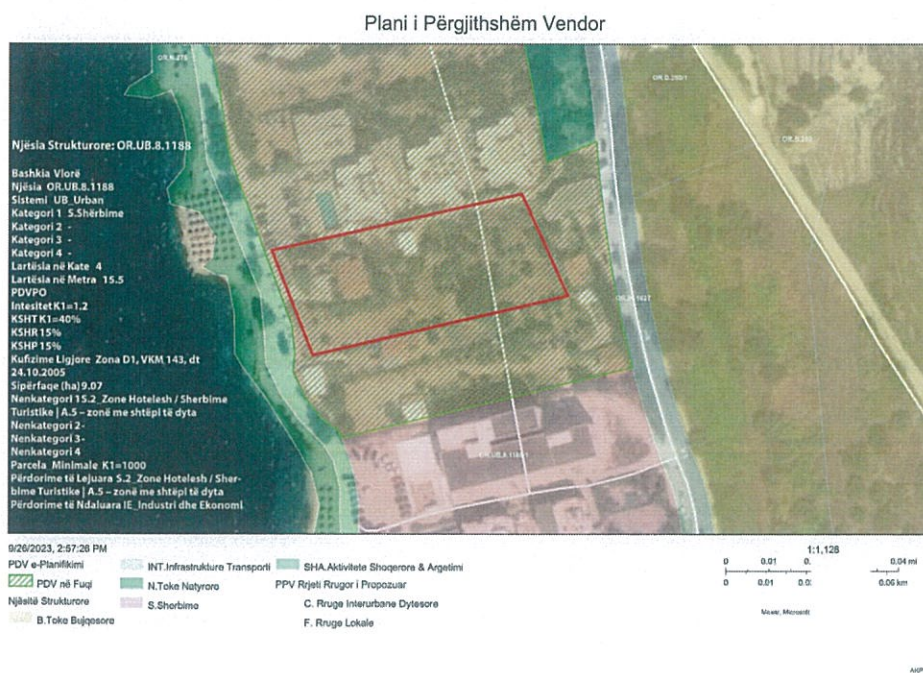 Plani i Përgjithshëm Vendor
OR.N.275
OR.D.280/1
Njësia Strukturore: OR.UB.8.1188
Bashkia Vlorë
Njësia OR.UB.8.1188
Sistemi UB_Urban
Kategori 1 S.Shërbime
Kategori 2 -
Kategori 3 -
Kategori 4 -
Lartësia në Kate 4
Lartësia në Metra 15.5
PDVPO
IntesitetK1=1.2
KSHT K1=40%
KSHR 15%
KSHP 15%
Kufizime Ligjore Zona D1, VKM 143, dt
24.10.2005
Sipërfaqe (ha) 9.07
Nenkategori 1 S.2_Zone Hotelesh / Sherbime
Turistike | A.5 – zonë me shtëpi të dyta
Nenkategori 2-
Nenkategori 3-
Nenkategori 4
Parcela Minimale K1=1000
Përdorime të Lejuara S.2_Zone Hotelesh / Sher-
bime Turistike | A.5 – zonë me shtëpi të dyta
Përdorime të Ndaluara IE_Industri dhe Ekonomi
9/26/2023, 2:57:26 PM
PDV e-Planifikimi
PDV në Fuqi
Njësitë Strukturore
B.Toke Bujqesore
INT.Infrastrukture Transporti
N.Toke Natyrore
S.Sherbime
SHA.Aktivitete Shoqerore & Argetimi
PPV Rrjeti Rrugor i Propozuar
C. Rruge Interurbane Dytesore
F. Rruge Lokale
1:1,128
0 0.01 0. 0.04 mi
0 0.01 0.0 0.06 km
Maxar, Microsoft